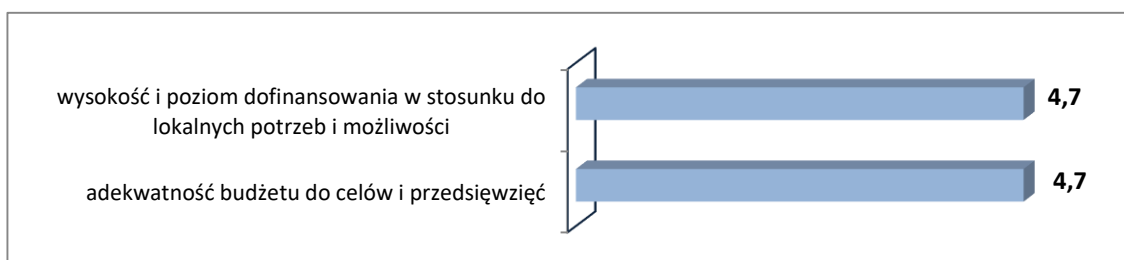 wysokość i poziom dofinansowania w stosunku do
lokalnych potrzeb i możliwości
4,7
adekwatność budżetu do celów i przedsięwzięć
4,7